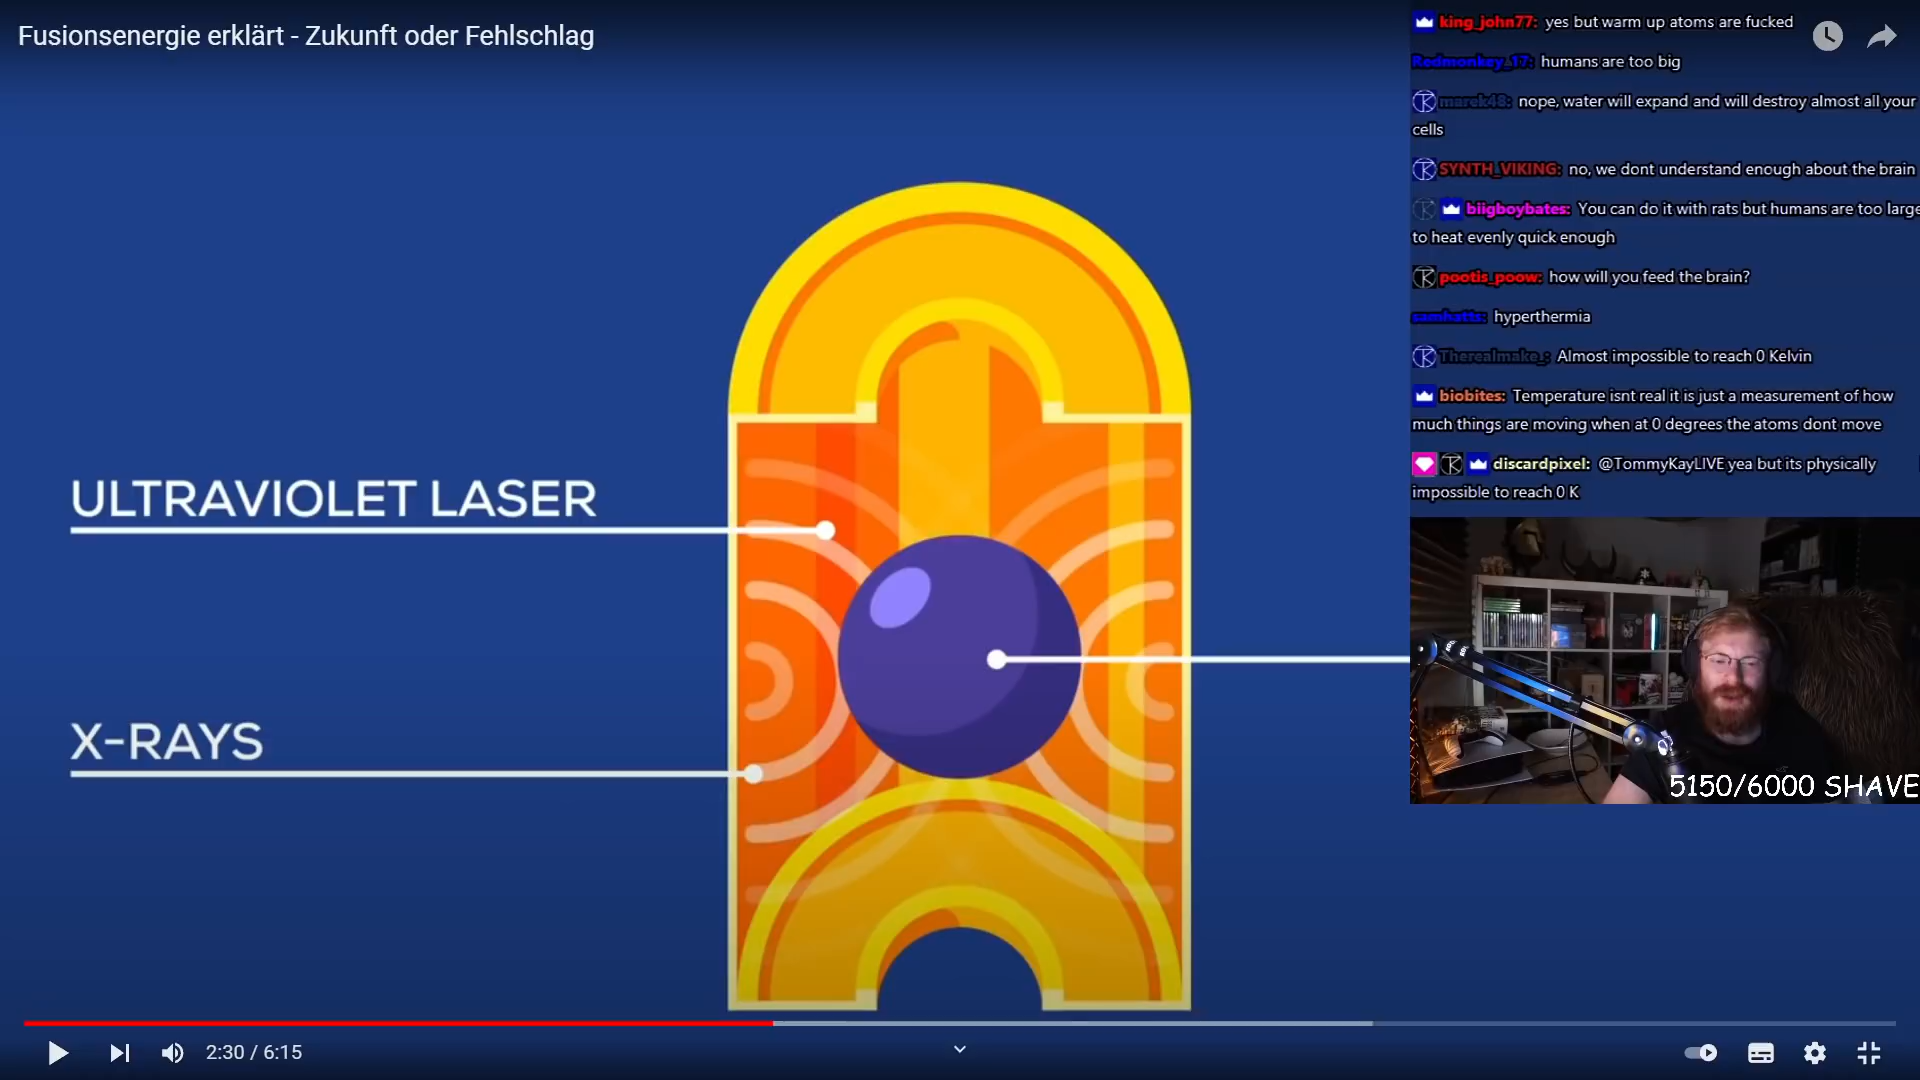 Fusionsenergie erklärt - Zukunft oder Fehlschlag
king_john77: yes but warm up atoms are fucked
Redmonkey_17: humans are too big
marek48: nope, water will expand and will destroy almost all your
cells
SYNTH_VIKING: no, we dont understand enough about the brain
biigboybates: You can do it with rats but humans are too large
to heat evenly quick enough
pootis_poow: how will you feed the brain?
samhatts: hyperthermia
Therealmake_: Almost impossible to reach 0 Kelvin
biobites: Temperature isnt real it is just a measurement of how
much things are moving when at 0 degrees the atoms dont move
discardpixel: @TommyKayLIVE yea but its physically
impossible to reach 0 K
ULTRAVIOLET LASER
X-RAYS
5150/6000 SHAVE
2:30 / 6:15